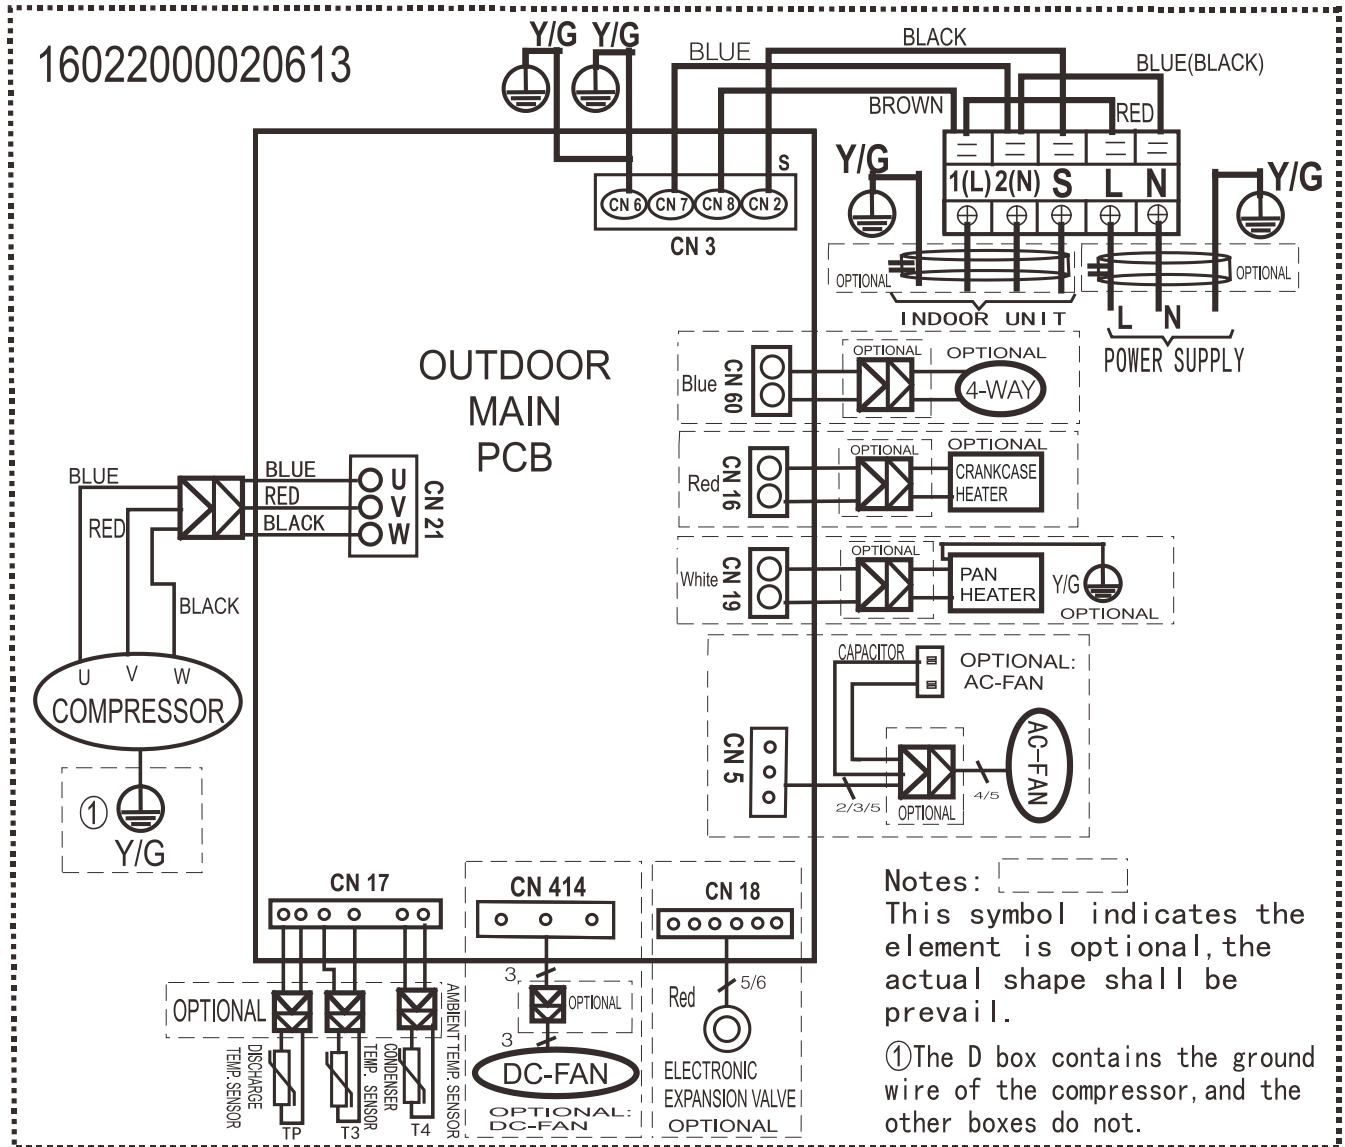 16022000020613
Y/G Y/G
BLUE
BLACK
BLUE(BLACK)
BROWN
RED
S
CN 6 CN 7 CN 8 CN 2
CN 3
Y/G
1(L) 2(N) S L N
Y/G
OPTIONAL
OPTIONAL
INDOOR UNIT
L N
POWER SUPPLY
OUTDOOR
MAIN
PCB
Blue
CN 60
OPTIONAL
OPTIONAL
4-WAY
Red
CN 16
OPTIONAL
OPTIONAL
CRANKCASE
HEATER
White
CN 19
OPTIONAL
PAN
HEATER
Y/G
OPTIONAL
BLUE
RED
BLACK
BLUE
RED
BLACK
U
V
W
CN 21
U V W
COMPRESSOR
①
Y/G
CAPACITOR
OPTIONAL:
AC-FAN
CN 5
2/3/5
OPTIONAL
4/5
AC-FAN
CN 17
OPTIONAL
DISCHARGE
TEMP. SENSOR
TP
TEMP. SENSOR
CONDENSER
T3
AMBIENT TEMP. SENSOR
T4
CN 414
3
OPTIONAL
3
DC-FAN
OPTIONAL:
DC-FAN
CN 18
Red
5/6
ELECTRONIC
EXPANSION VALVE
OPTIONAL
Notes:
This symbol indicates the
element is optional,the
actual shape shall be
prevail.
①The D box contains the ground
wire of the compressor,and the
other boxes do not.